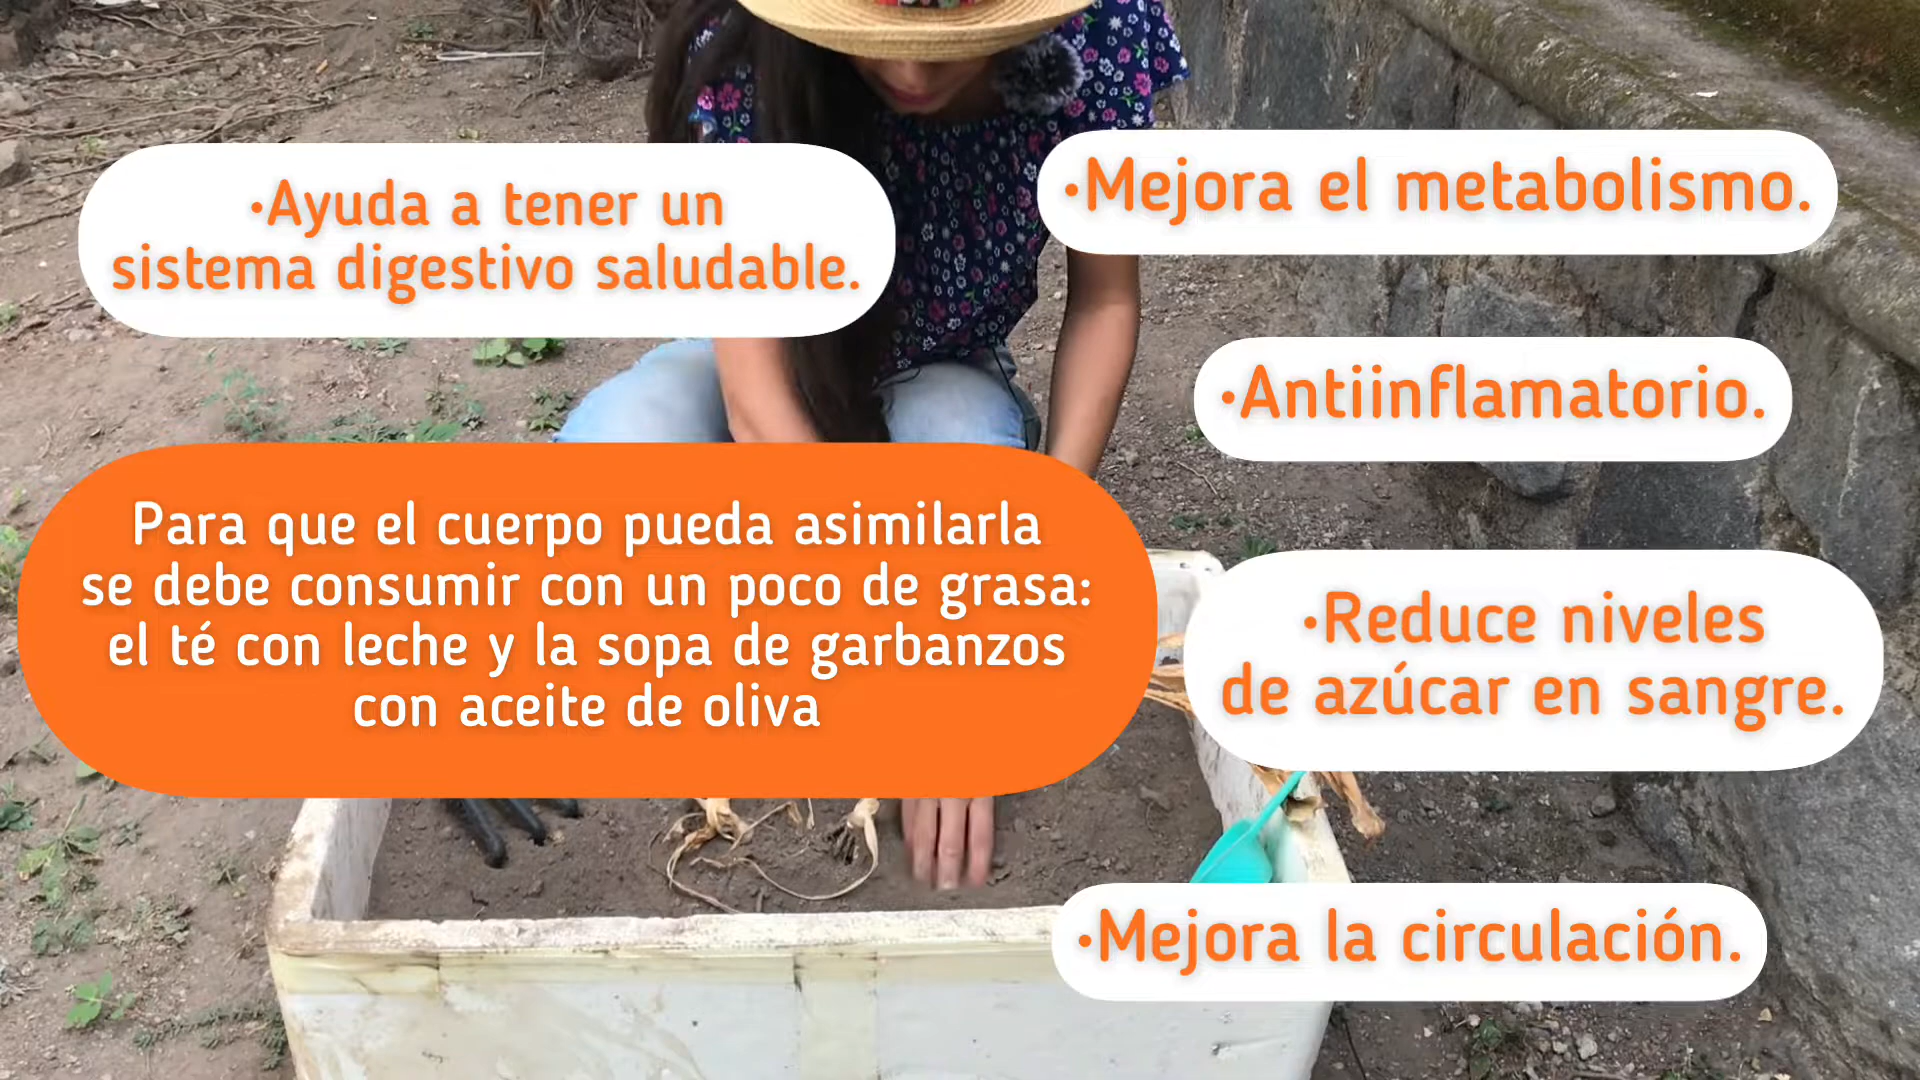 ·Ayuda a tener un
sistema digestivo saludable.
·Mejora el metabolismo.
·Antiinflamatorio.
Para que el cuerpo pueda asimilarla
se debe consumir con un poco de grasa:
el té con leche y la sopa de garbanzos
con aceite de oliva
·Reduce niveles
de azúcar en sangre.
·Mejora la circulación.